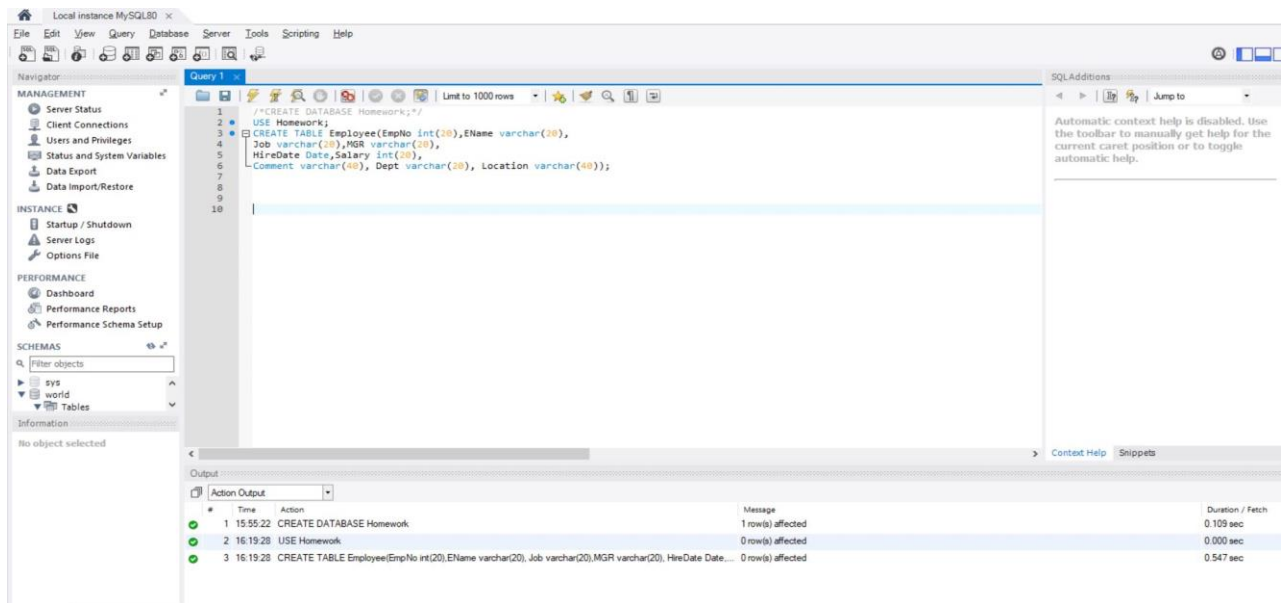 Local instance MySQL80 ×
File Edit View Query Database Server Tools Scripting Help
Navigator
MANAGEMENT
Server Status
Client Connections
Users and Privileges
Status and System Variables
Data Export
Data Import/Restore
INSTANCE
Startup / Shutdown
Server Logs
Options File
PERFORMANCE
Dashboard
Performance Reports
Performance Schema Setup
SCHEMAS
Filter objects
sys
world
Tables
Information
No object selected
Query 1 ×
Limit to 1000 rows
1 /*CREATE DATABASE Homework;*/
2 USE Homework;
3 CREATE TABLE Employee(EmpNo int(20),EName varchar(20),
4 Job varchar(20),MGR varchar(20),
5 HireDate Date,Salary int(20),
6 Comment varchar(40), Dept varchar(20), Location varchar(40));
7
8
9
10
SQLAdditions
Jump to
Automatic context help is disabled. Use
the toolbar to manually get help for the
current caret position or to toggle
automatic help.
Context Help Snippets
Output
Action Output
# Time Action Message Duration / Fetch
1 15:55:22 CREATE DATABASE Homework 1 row(s) affected 0.109 sec
2 16:19:28 USE Homework 0 row(s) affected 0.000 sec
3 16:19:28 CREATE TABLE Employee(EmpNo int(20),EName varchar(20), Job varchar(20),MGR varchar(20), HireDate Date,... 0 row(s) affected 0.547 sec